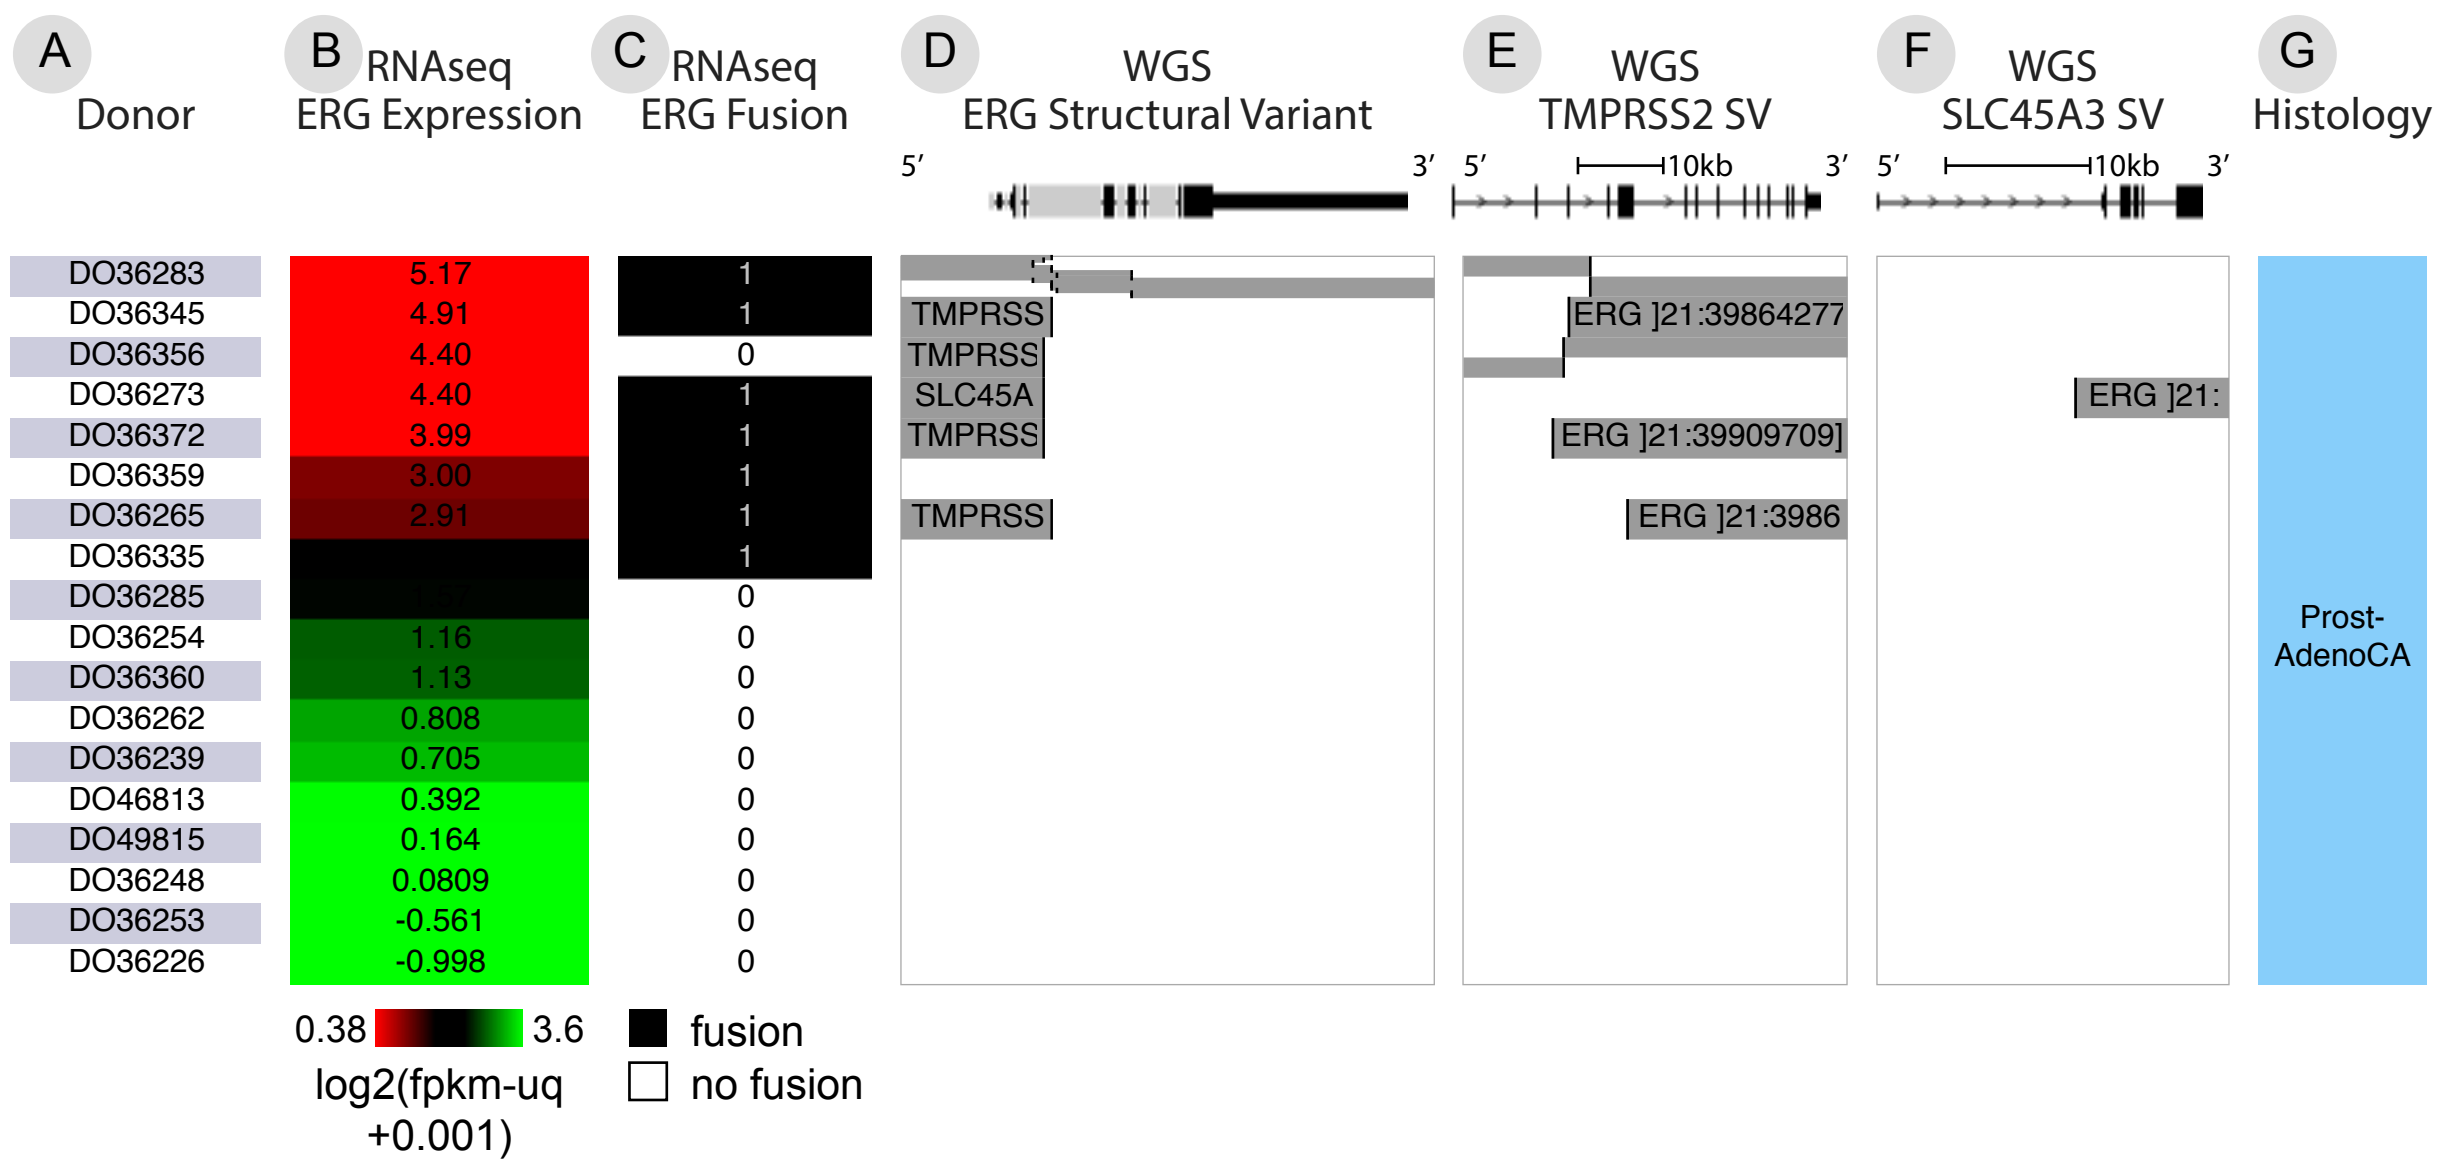 A
Donor
B RNAseq
ERG Expression
C RNAseq
ERG Fusion
D WGS
ERG Structural Variant
E WGS
TMPRSS2 SV
F WGS
SLC45A3 SV
G
Histology
5’ 3’ 5’ 10kb 3’ 5’ 10kb 3’
DO36283 5.17 1
DO36345 4.91 1 TMPRSS ERG ]21:39864277
DO36356 4.40 0 TMPRSS
DO36273 4.40 1 SLC45A ERG ]21:
DO36372 3.99 1 TMPRSS ERG ]21:39909709]
DO36359 3.00 1
DO36265 2.91 1 TMPRSS ERG ]21:3986
DO36335 1
DO36285 1.57 0
DO36254 1.16 0
DO36360 1.13 0
DO36262 0.808 0
DO36239 0.705 0
DO46813 0.392 0
DO49815 0.164 0
DO36248 0.0809 0
DO36253 -0.561 0
DO36226 -0.998 0
Prost-
AdenoCA
0.38 3.6
log2(fpkm-uq
+0.001)
fusion
no fusion